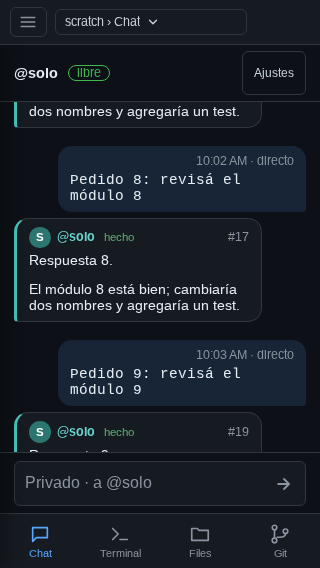 scratch › Chat
@solo libre Ajustes
dos nombres y agregaría un test.
10:02 AM · directo
Pedido 8: revisá el
módulo 8
S @solo hecho #17
Respuesta 8.
El módulo 8 está bien; cambiaría
dos nombres y agregaría un test.
10:03 AM · directo
Pedido 9: revisá el
módulo 9
S @solo hecho #19
Privado · a @solo
Chat Terminal Files Git